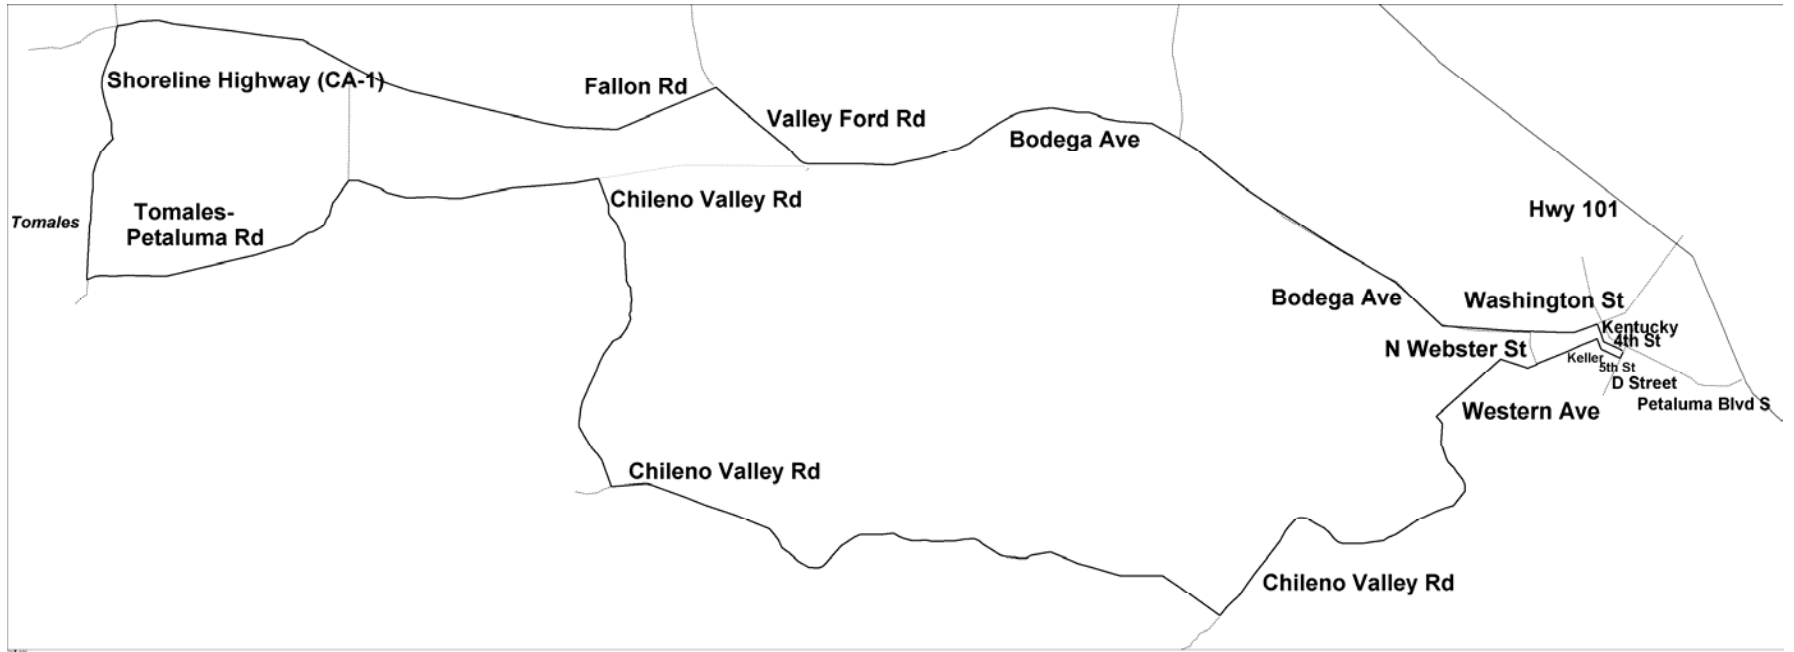 Shoreline Highway (CA-1)
Fallon Rd
Valley Ford Rd
Bodega Ave
Chileno Valley Rd
Tomales
Tomales-
Petaluma Rd
Hwy 101
Bodega Ave
Washington St
Kentucky
4th St
N Webster St
Keller
5th St
D Street
Petaluma Blvd S
Western Ave
Chileno Valley Rd
Chileno Valley Rd